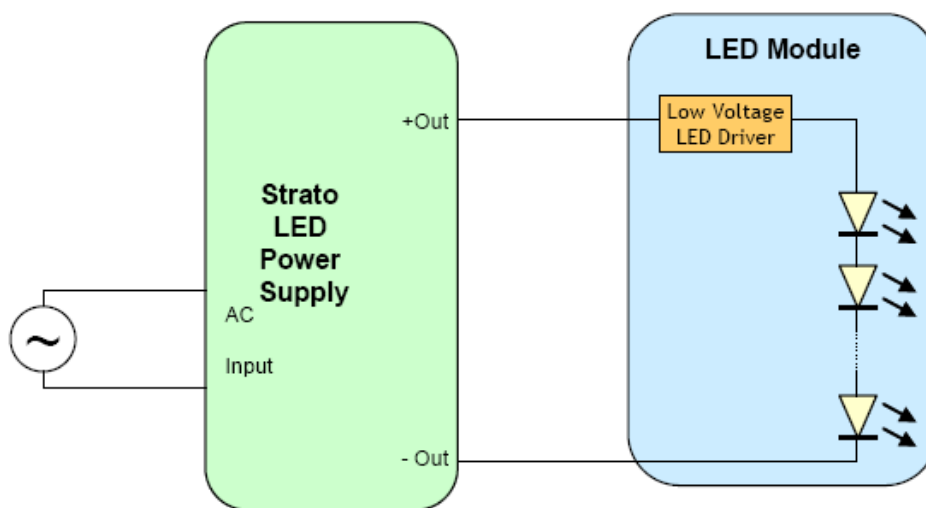 LED Module
+Out
Low Voltage
LED Driver
Strato
LED
Power
Supply
AC
Input
- Out
~